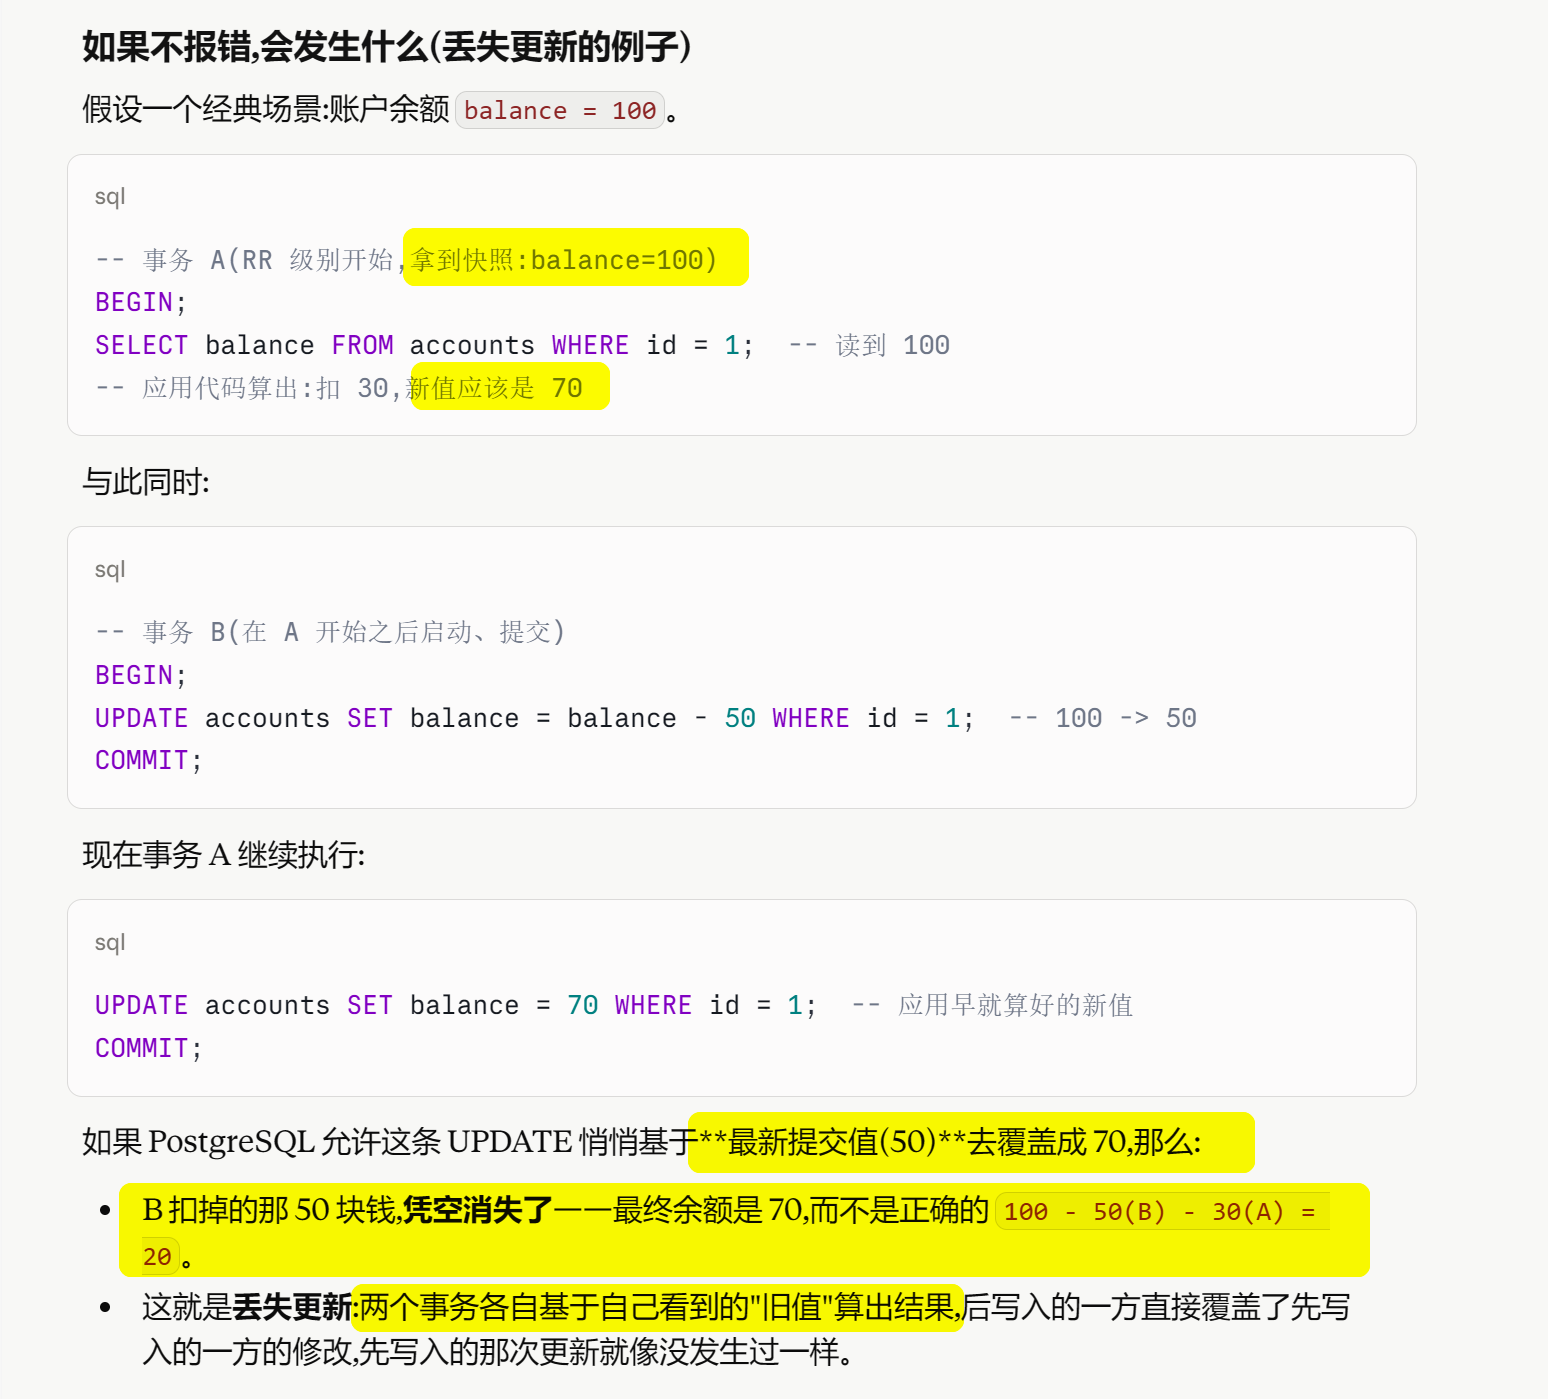 如果不报错,会发生什么(丢失更新的例子)
假设一个经典场景:账户余额 balance = 100。
sql
-- 事务 A(RR 级别开始,拿到快照:balance=100)
BEGIN;
SELECT balance FROM accounts WHERE id = 1;  -- 读到 100
-- 应用代码算出:扣 30,新值应该是 70
与此同时:
sql
-- 事务 B(在 A 开始之后启动、提交)
BEGIN;
UPDATE accounts SET balance = balance - 50 WHERE id = 1;  -- 100 -> 50
COMMIT;
现在事务 A 继续执行:
sql
UPDATE accounts SET balance = 70 WHERE id = 1;  -- 应用早就算好的新值
COMMIT;
如果 PostgreSQL 允许这条 UPDATE 悄悄基于**最新提交值(50)**去覆盖成 70,那么:
• B 扣掉的那 50 块钱,凭空消失了——最终余额是 70,而不是正确的 100 - 50(B) - 30(A) =
20。
• 这就是丢失更新:两个事务各自基于自己看到的"旧值"算出结果,后写入的一方直接覆盖了先写
入的一方的修改,先写入的那次更新就像没发生过一样。